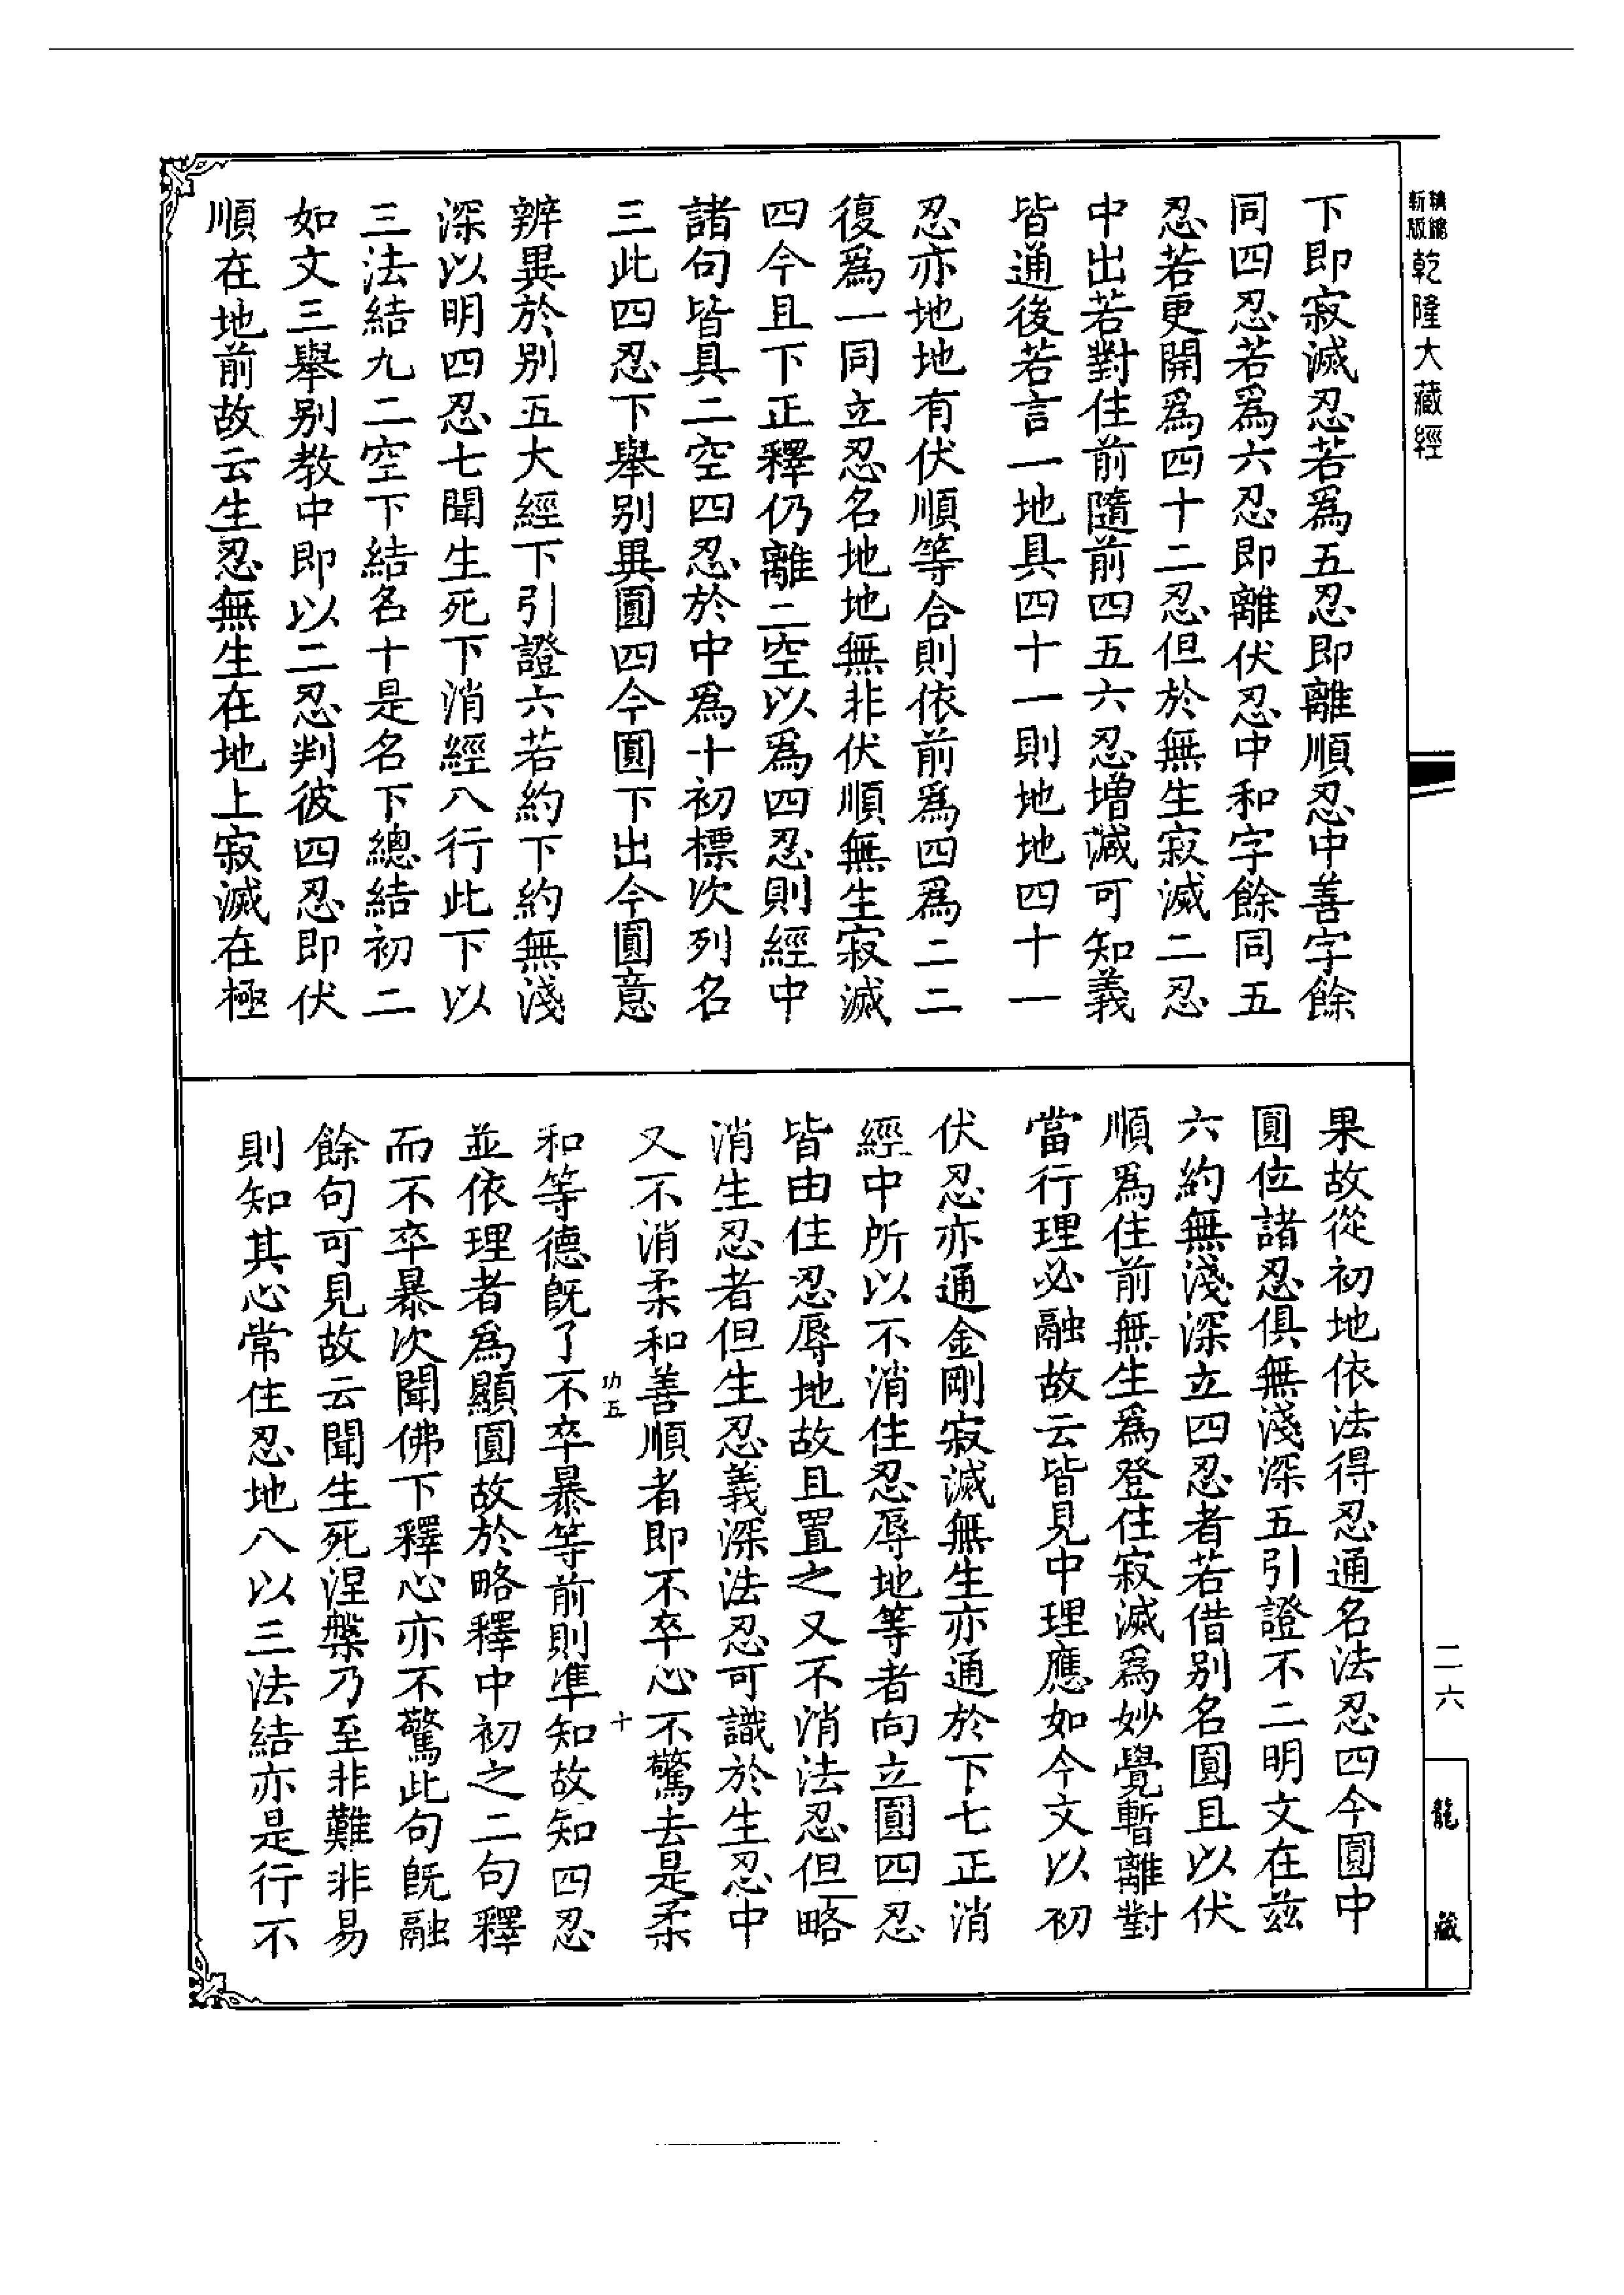 新版
精縮
乾隆大藏經
下即寂滅忍若爲五忍即離順忍中善字餘
同四忍若爲六忍即離伏忍中和字餘同五
忍若更開爲四十二忍但於無生寂滅二忍
中出若對住前隨前四五六忍增減可知義
皆通後若言一地具四十一則地地四十一
忍亦地地有伏順等合則依前爲四爲二二
復爲一同立忍名地地無非伏順無生寂滅
四今且下正釋仍離二空以爲四忍則經中
諸句皆具二空四忍於中爲十初標次列名
三此四忍下舉别異圓四今圓下出今圓意
辨異於别五大經下引證六若約下約無淺
深以明四忍七聞生死下消經八行此下以
三法結九二空下結名十是名下總結初二
如文三舉别教中即以二忍判彼四忍即伏
順在地前故云生忍無生在地上寂滅在極
果故從初地依法得忍通名法忍四今圓中
圓位諸忍俱無淺深五引證不二明文在茲
六約無淺深立四忍者若借别名圓且以伏
順爲住前無生爲登住寂滅爲妙覺暫離對
當行理必融故云皆見中理應如今文以初
伏忍亦通金剛寂滅無生亦通於下七正消
經中所以不消住忍辱地等者向立圓四忍
皆由住忍辱地故且置之又不消法忍但略
消生忍者但生忍義深法忍可識於生忍中
又不消柔和善順者即不卒心不驚去是柔
功五
十
和等德既了不卒暴等前則準知故知四忍
並依理者爲顯圓故於略釋中初之二句釋
而不卒暴次聞佛下釋心亦不驚此句既融
餘句可見故云聞生死涅槃乃至非難非易
則知其心常住忍地八以三法結亦是行不
二六
龍藏